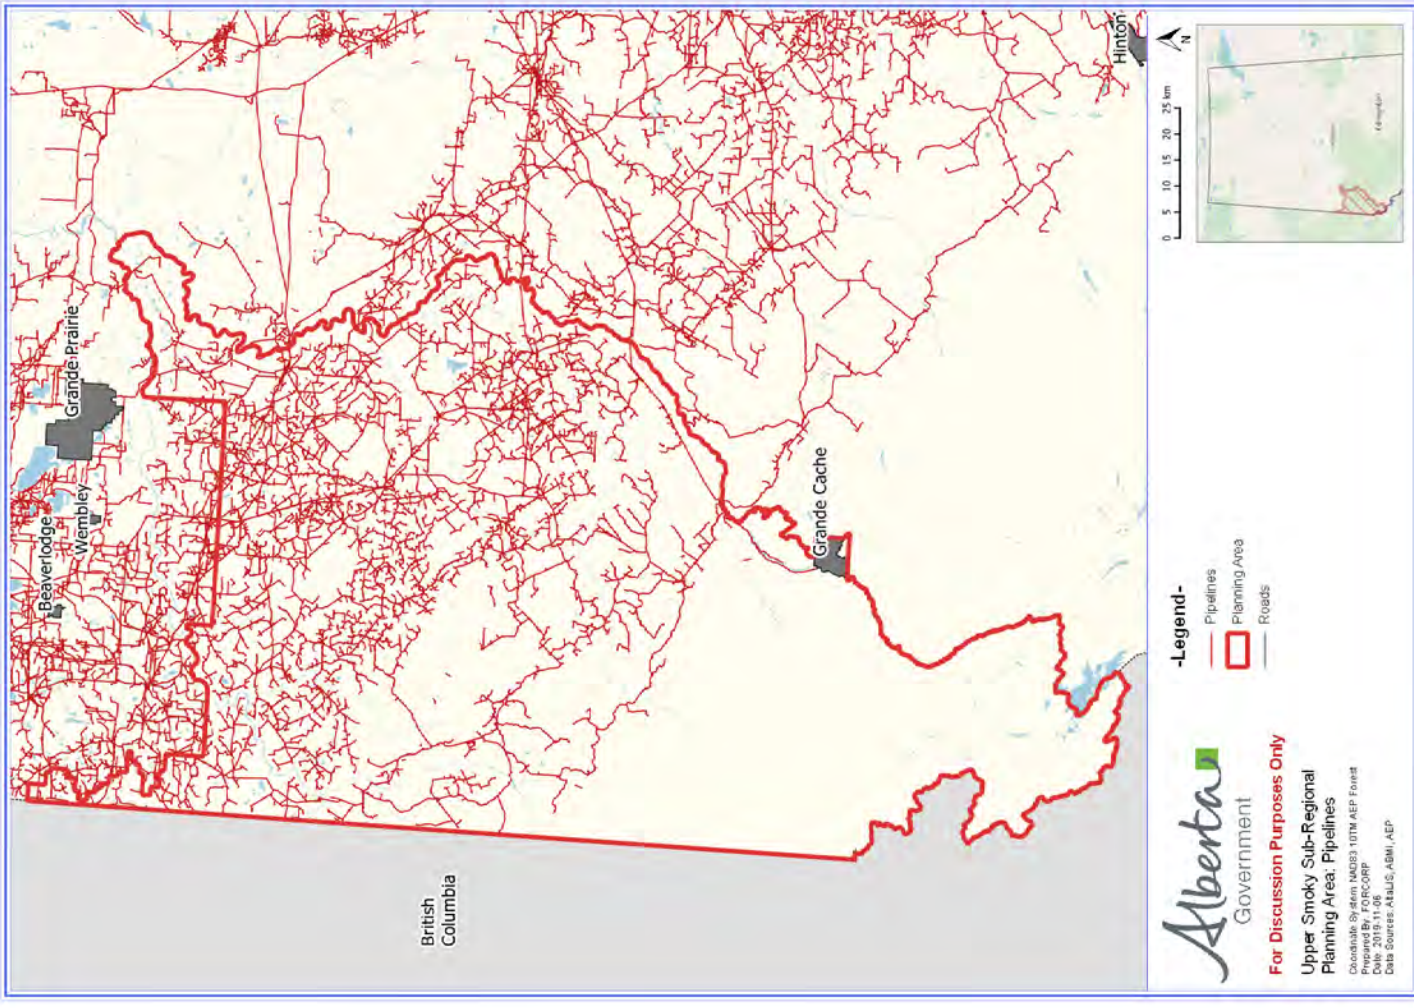 Grande Prairie
Beaverlodge
Wembley
Hinton
Grande Cache
British
Columbia
N
0 5 10 15 20 25 km
Edmonton
-Legend-
Pipelines
Planning Area
Roads
Alberta
Government
For Discussion Purposes Only
Upper Smoky Sub-Regional
Planning Area: Pipelines
Coordinate System: NAD83 10TM AEP Forest
Prepared By: FORCORP
Date: 2019-11-06
Data Sources: AltaLIS, ABMI, AEP